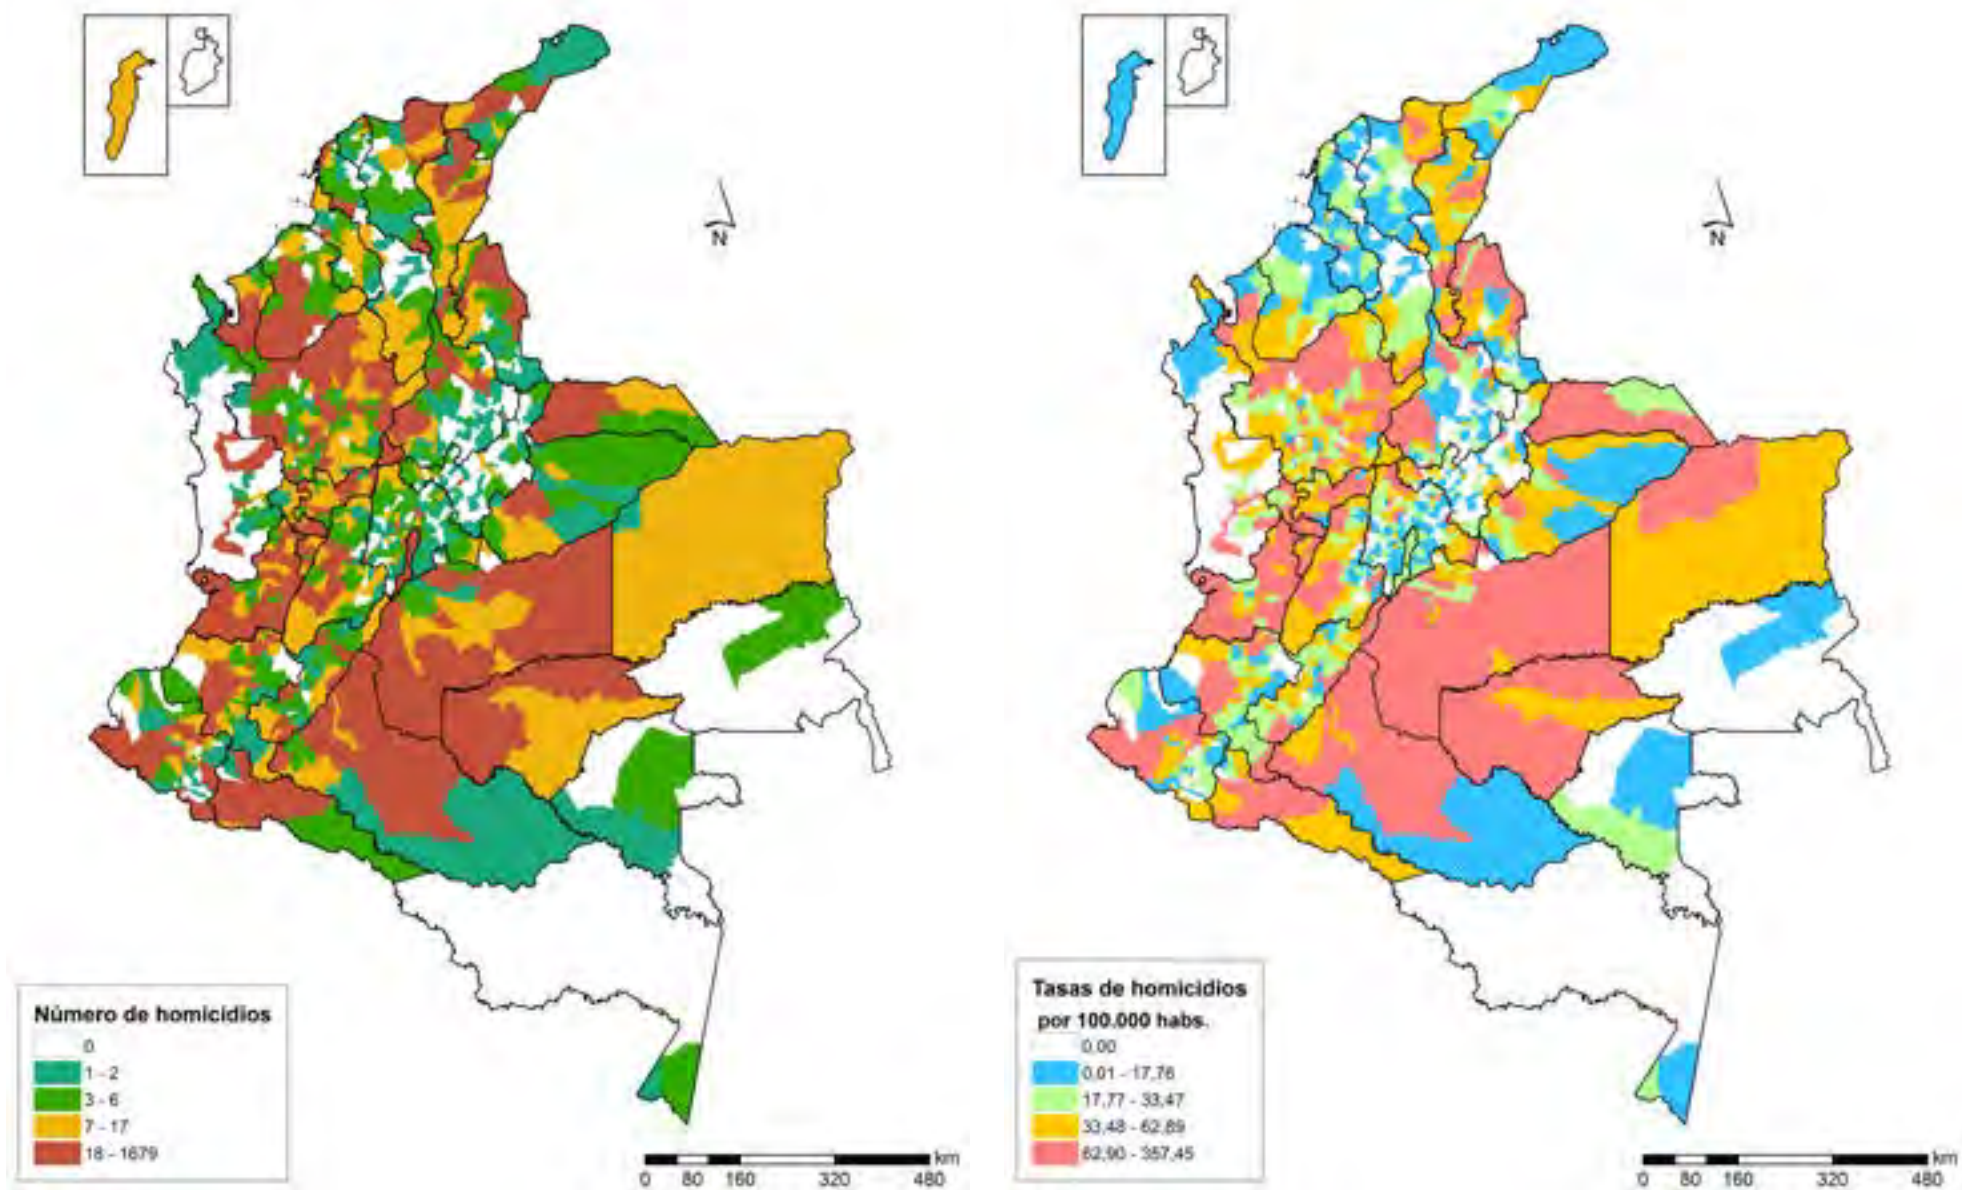 N
Número de homicidios
0
1 - 2
3 - 6
7 - 17
18 - 1679
km
0 80 160 320 480
N
Tasas de homicidios
por 100.000 habs.
0,00
0,01 - 17,76
17,77 - 33,47
33,48 - 62,89
62,90 - 357,45
km
0 80 160 320 480